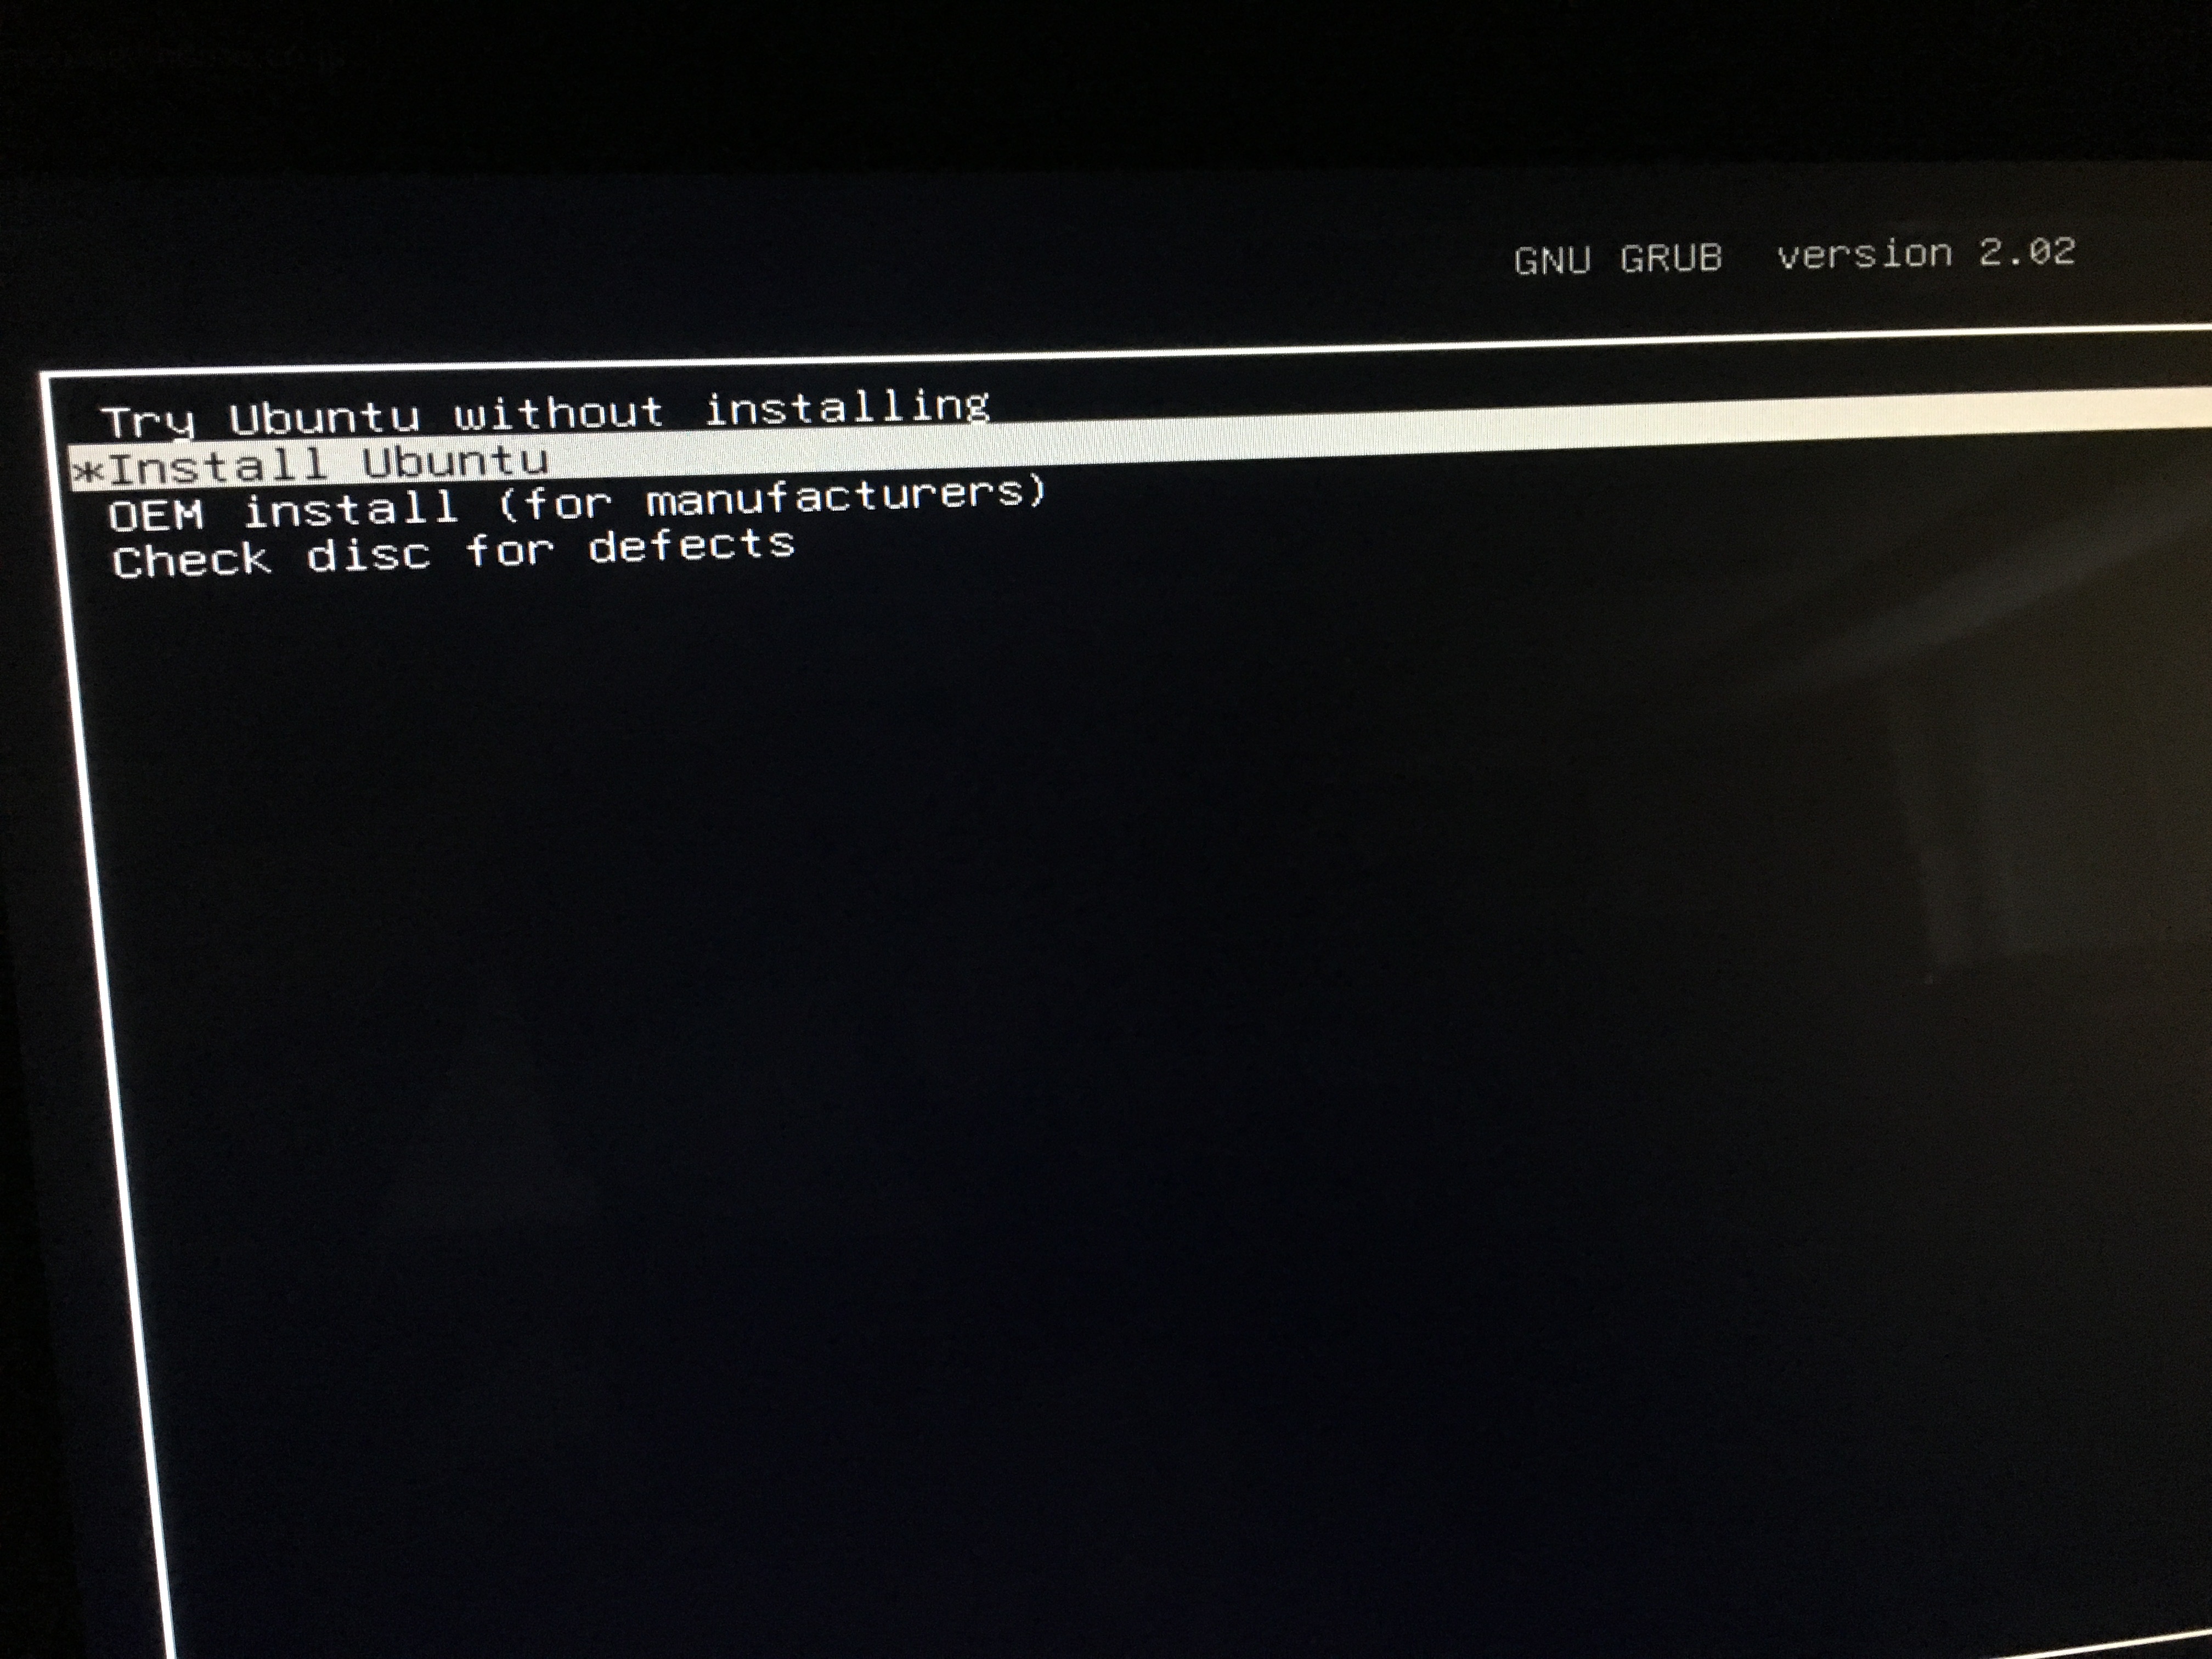 GNU GRUB version 2.02
Try Ubuntu without installing
*Install Ubuntu
OEM install (for manufacturers)
Check disc for defects